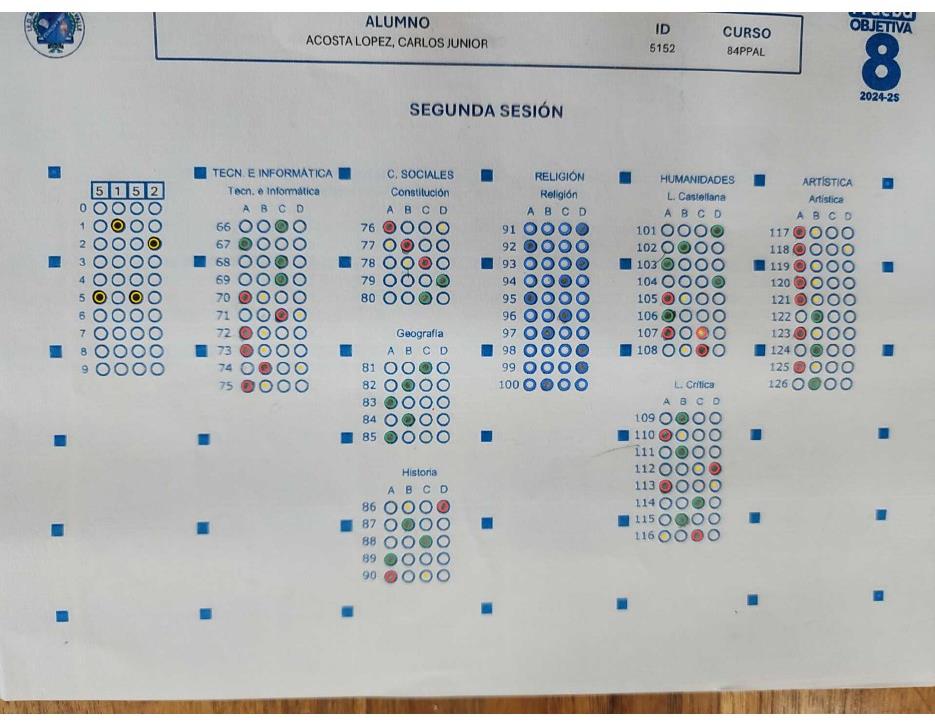 ALUMNO
ACOSTA LOPEZ, CARLOS JUNIOR
ID
5152
CURSO
84PPAL
Prueba
OBJETIVA
8
2024-2S
SEGUNDA SESIÓN
5 1 5 2
0
1
2
3
4
5
6
7
8
9
TECN. E INFORMÁTICA
Tecn. e Informática
A B C D
66
67
68
69
70
71
72
73
74
75
C. SOCIALES
Constitución
A B C D
76
77
78
79
80
Geografía
A B C D
81
82
83
84
85
Historia
A B C D
86
87
88
89
90
RELIGIÓN
Religión
A B C D
91
92
93
94
95
96
97
98
99
100
HUMANIDADES
L. Castellana
A B C D
101
102
103
104
105
106
107
108
L. Crítica
A B C D
109
110
111
112
113
114
115
116
ARTÍSTICA
Artística
A B C D
117
118
119
120
121
122
123
124
125
126